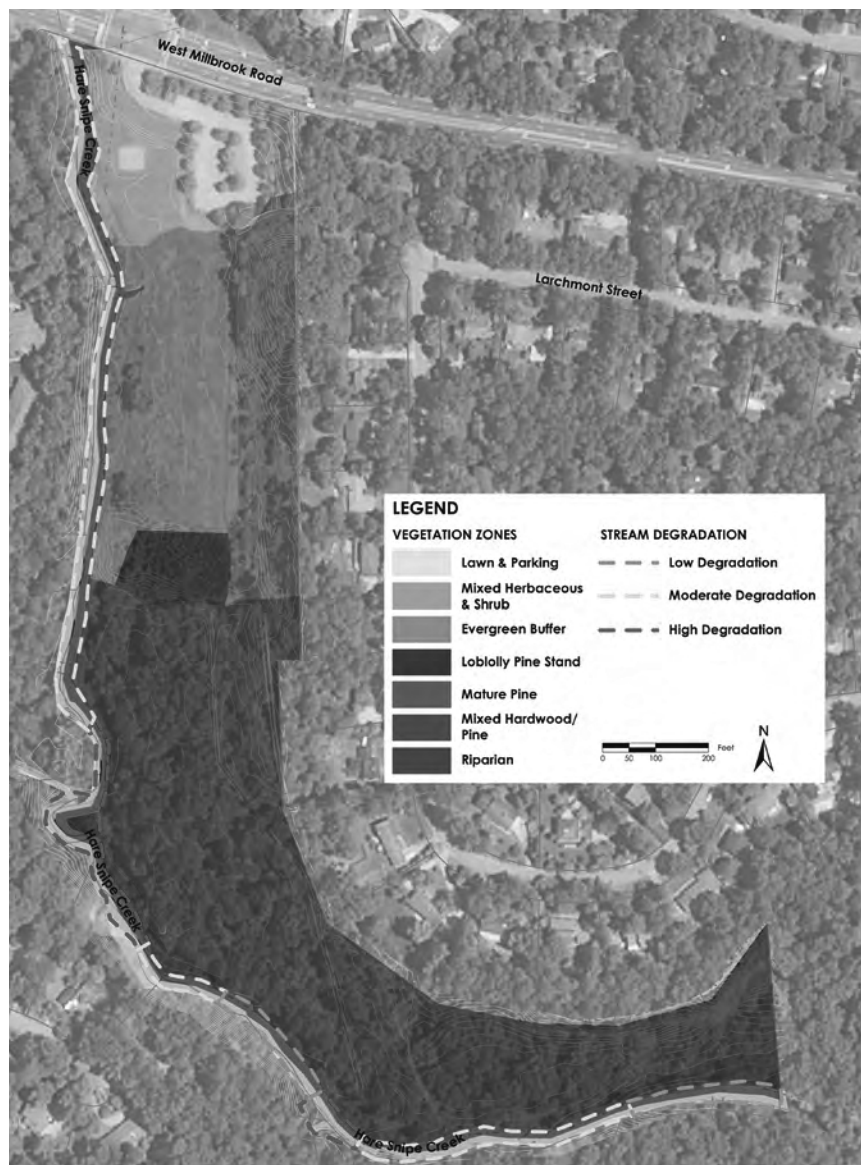 West Millbrook Road
Hare Snipe Creek
Larchmont Street
LEGEND
VEGETATION ZONES
Lawn & Parking
Mixed Herbaceous
& Shrub
Evergreen Buffer
Loblolly Pine Stand
Mature Pine
Mixed Hardwood/
Pine
Riparian
STREAM DEGRADATION
Low Degradation
Moderate Degradation
High Degradation
0 50 100 200 Feet
N
Hare Snipe Creek
Hare Snipe Creek